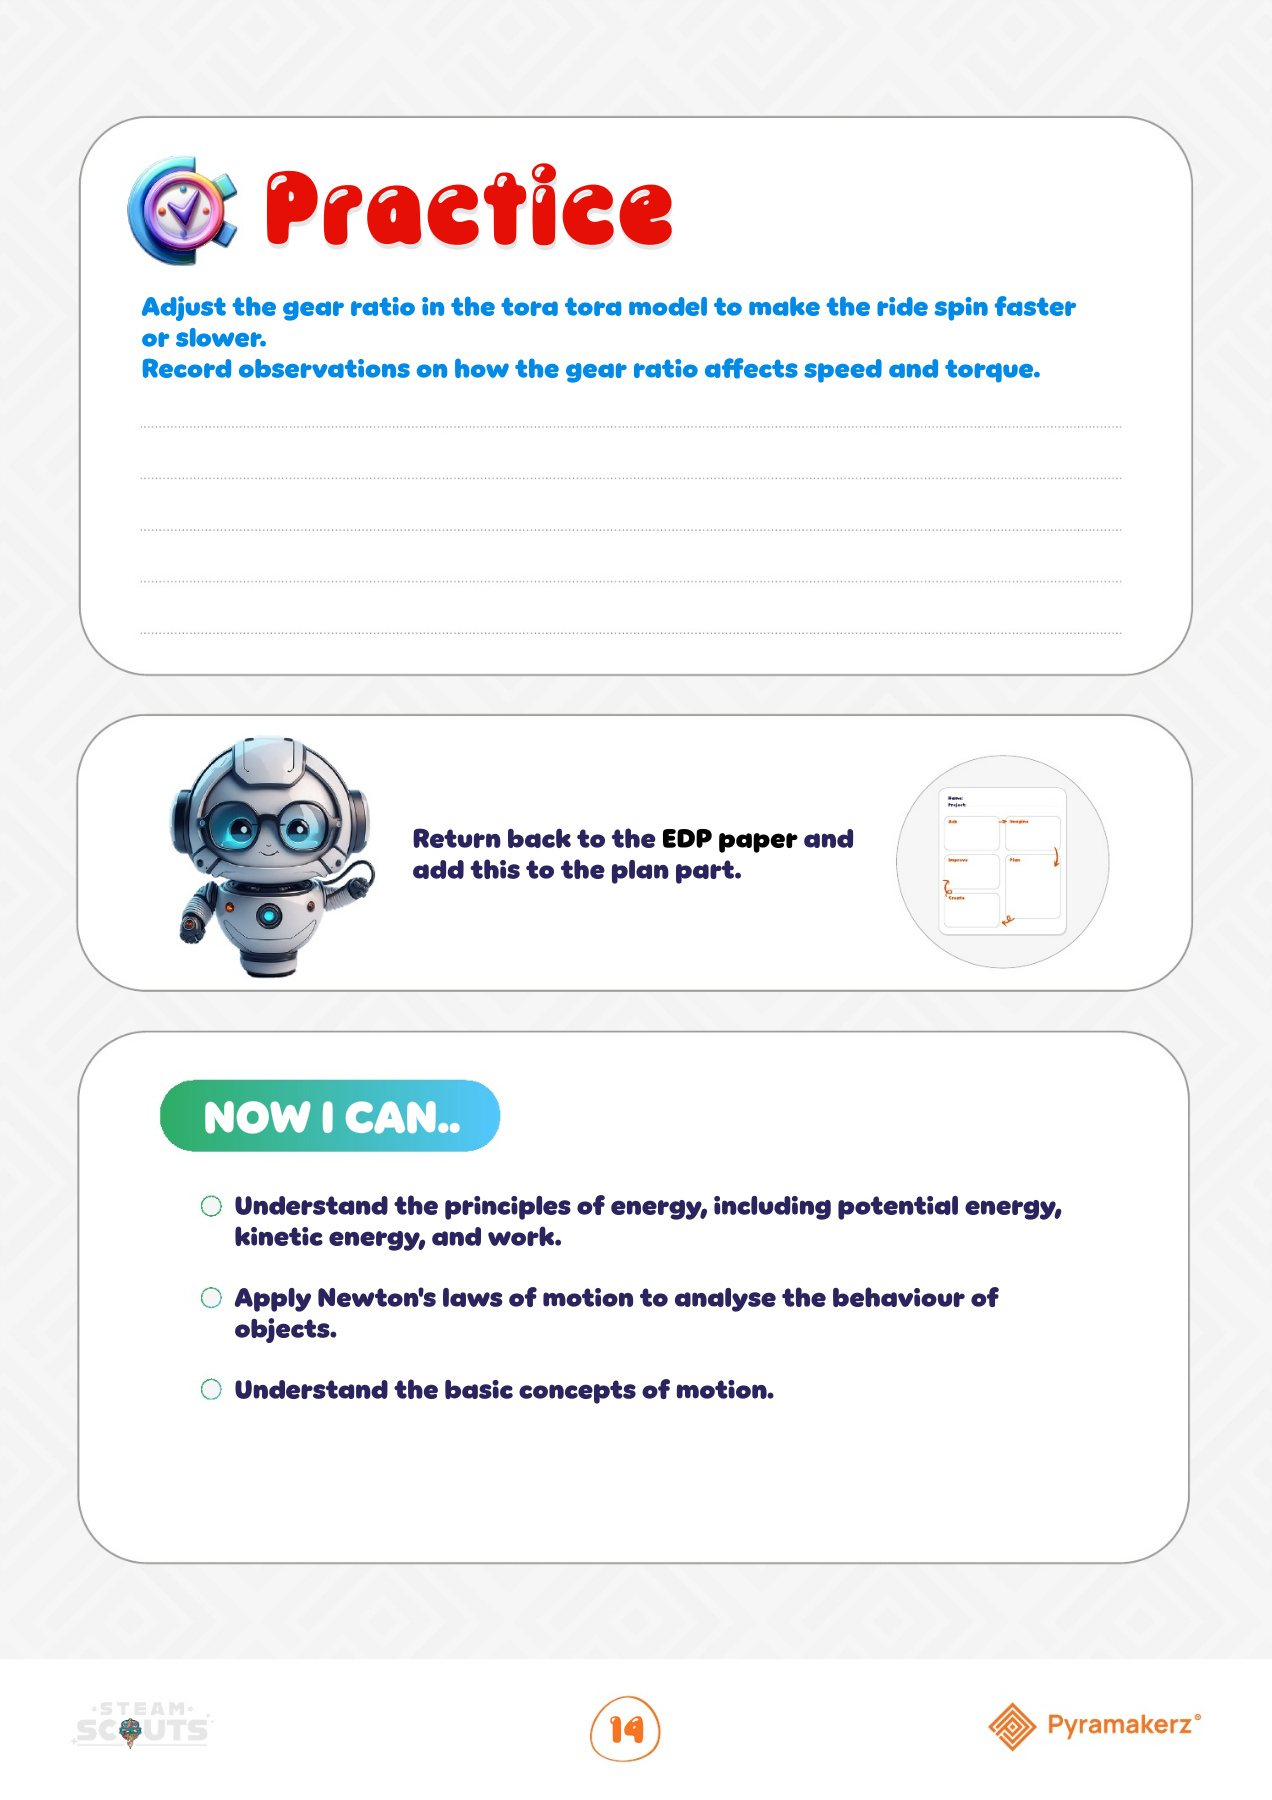 Practice
Adjust the gear ratio in the tora tora model to make the ride spin faster
or slower.
Record observations on how the gear ratio affects speed and torque.
Return back to the EDP paper and
add this to the plan part.
Name:
Project:
Ask
Imagine
Improve
Plan
Create
NOW I CAN..
Understand the principles of energy, including potential energy,
kinetic energy, and work.
Apply Newton's laws of motion to analyse the behaviour of
objects.
Understand the basic concepts of motion.
STEAM
SCOUTS
14
Pyramakerz®